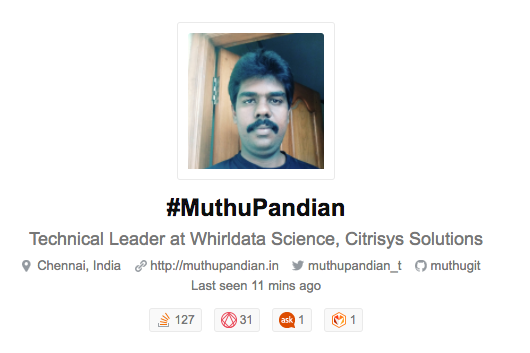 #MuthuPandian
Technical Leader at Whirldata Science, Citrisys Solutions
Chennai, India http://muthupandian.in muthupandian_t muthugit
Last seen 11 mins ago
127 31 ask 1 1